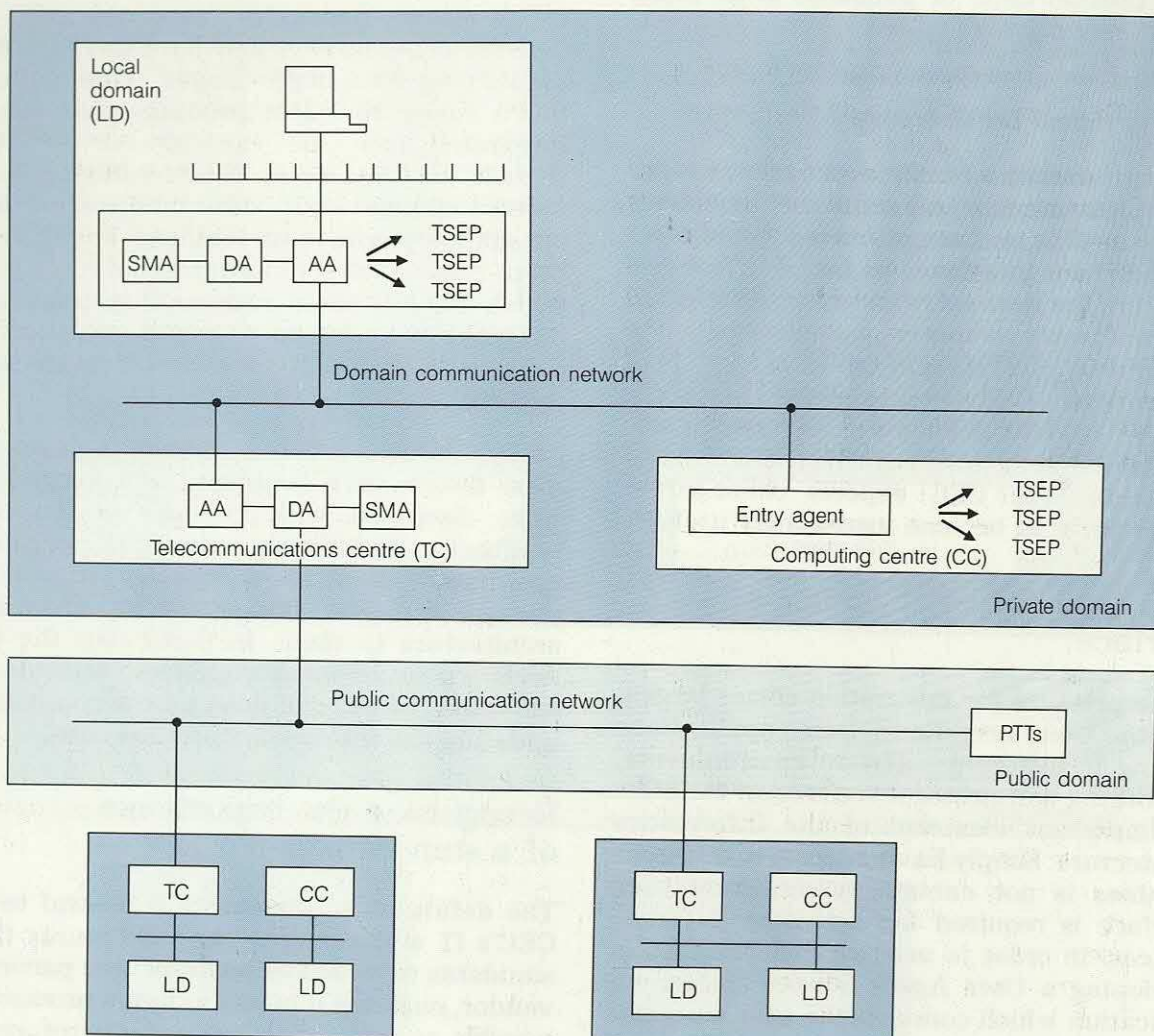 Local
domain
(LD)
TSEP
SMA DA AA TSEP
TSEP
Domain communication network
AA DA SMA
Telecommunications centre (TC)
TSEP
Entry agent TSEP
TSEP
Computing centre (CC)
Private domain
Public communication network
PTTs
Public domain
TC CC
LD LD
TC CC
LD LD